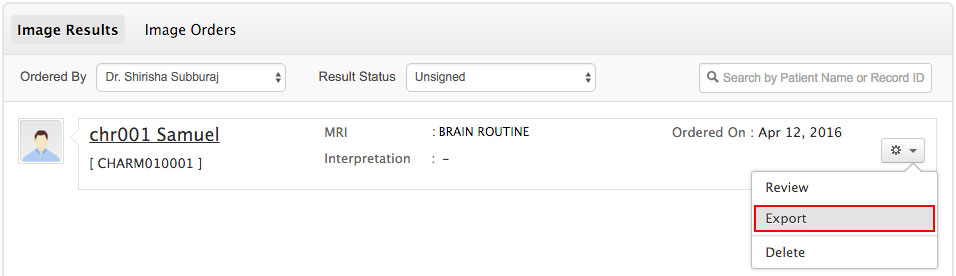 Image Results Image Orders
Ordered By Dr. Shirisha Subburaj Result Status Unsigned Search by Patient Name or Record ID
chr001 Samuel MRI : BRAIN ROUTINE Ordered On : Apr 12, 2016
[ CHARM010001 ] Interpretation : –
Review
Export
Delete